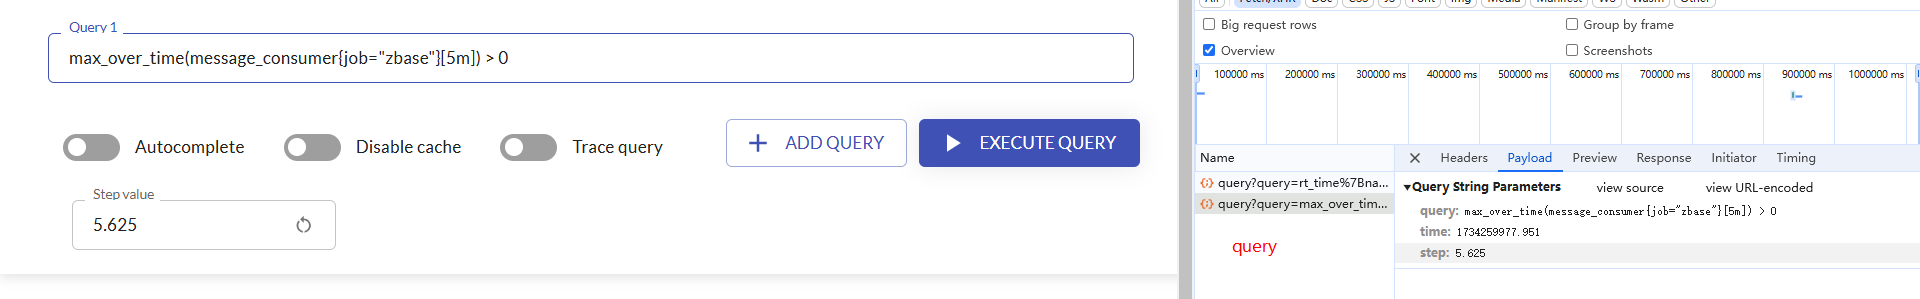 Query 1
max_over_time(message_consumer{job="zbase"}[5m]) > 0
Autocomplete
Disable cache
Trace query
ADD QUERY
EXECUTE QUERY
Step value
5.625
Big request rows
Group by frame
Overview
Screenshots
100000 ms 200000 ms 300000 ms 400000 ms 500000 ms 600000 ms 700000 ms 800000 ms 900000 ms 1000000 ms
Name
query?query=rt_time%7Bna...
query?query=max_over_tim...
query
Headers Payload Preview Response Initiator Timing
Query String Parameters view source view URL-encoded
query: max_over_time(message_consumer{job="zbase"}[5m]) > 0
time: 1734259977.951
step: 5.625